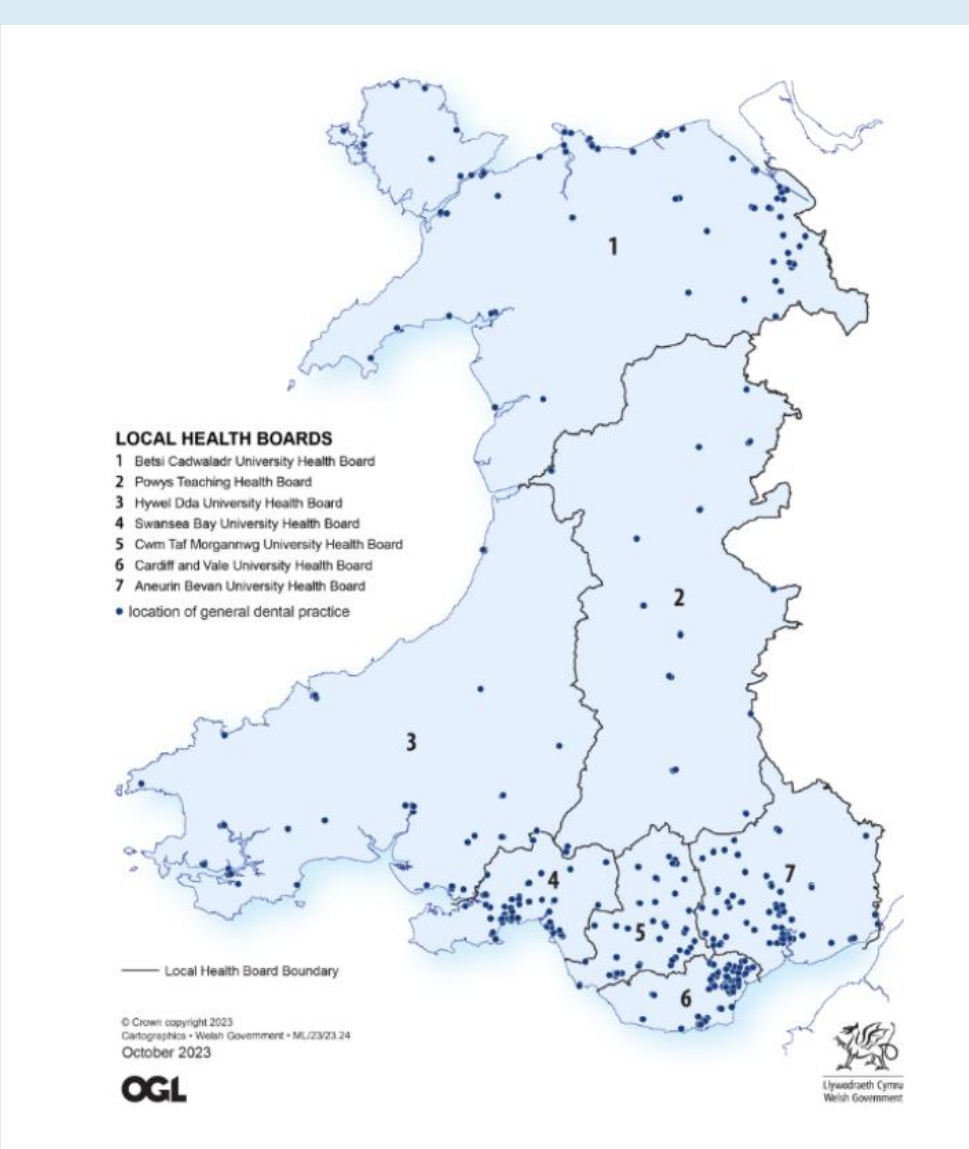 1
LOCAL HEALTH BOARDS
1 Betsi Cadwaladr University Health Board
2 Powys Teaching Health Board
3 Hywel Dda University Health Board
4 Swansea Bay University Health Board
5 Cwm Taf Morgannwg University Health Board
6 Cardiff and Vale University Health Board
7 Aneurin Bevan University Health Board
location of general dental practice
2
3
4
7
5
6
Local Health Board Boundary
© Crown copyright 2023
Cartographics • Welsh Government • ML/23/23.24
October 2023
OGL
Llywodraeth Cymru
Welsh Government